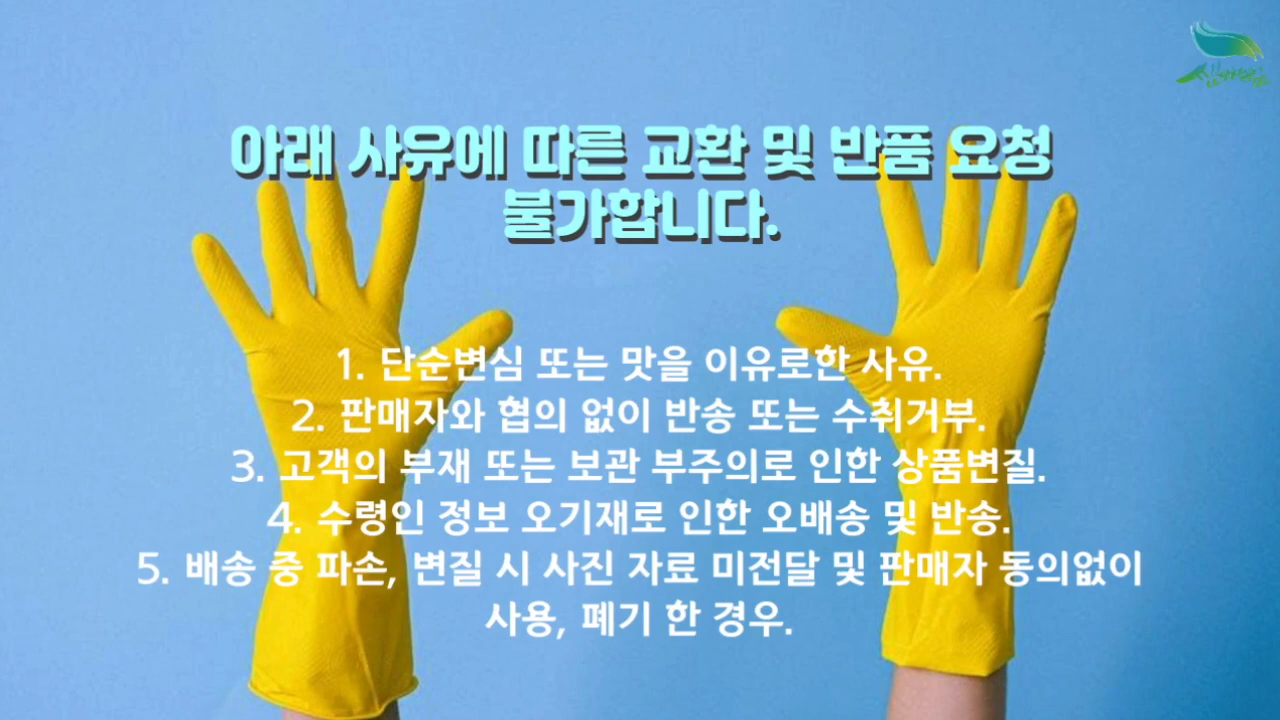 아래 사유에 따른 교환 및 반품 요청
불가합니다.
1. 단순변심 또는 맛을 이유로한 사유.
2. 판매자와 협의 없이 반송 또는 수취거부.
3. 고객의 부재 또는 보관 부주의로 인한 상품변질.
4. 수령인 정보 오기재로 인한 오배송 및 반송.
5. 배송 중 파손, 변질 시 사진 자료 미전달 및 판매자 동의없이
사용, 폐기 한 경우.